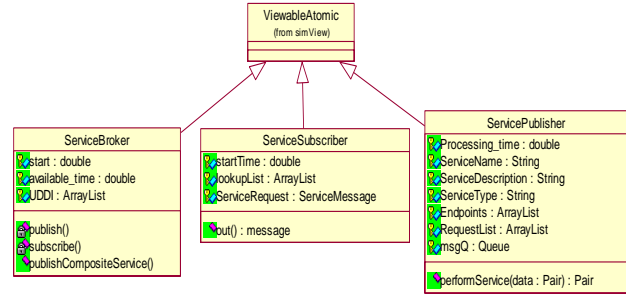 ViewableAtomic
(from simView)
ServiceBroker
start : double
available_time : double
UDDI : ArrayList
publish()
subscribe()
publishCompositeService()
ServiceSubscriber
startTime : double
lookupList : ArrayList
ServiceRequest : ServiceMessage
out() : message
ServicePublisher
Processing_time : double
ServiceName : String
ServiceDescription : String
ServiceType : String
Endpoints : ArrayList
RequestList : ArrayList
msgQ : Queue
performService(data : Pair) : Pair